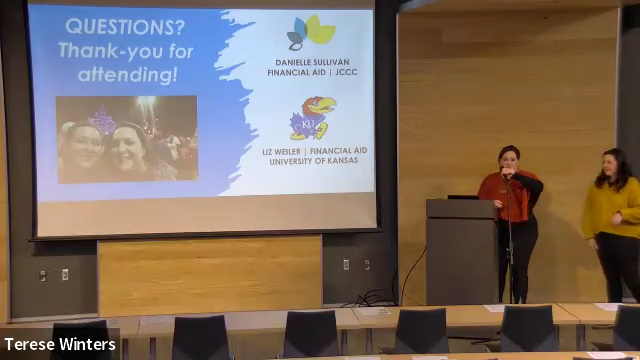 QUESTIONS?
Thank-you for
attending!
DANIELLE SULLIVAN
FINANCIAL AID | JCCC
KU
LIZ WEILER | FINANCIAL AID
UNIVERSITY OF KANSAS
Terese Winters